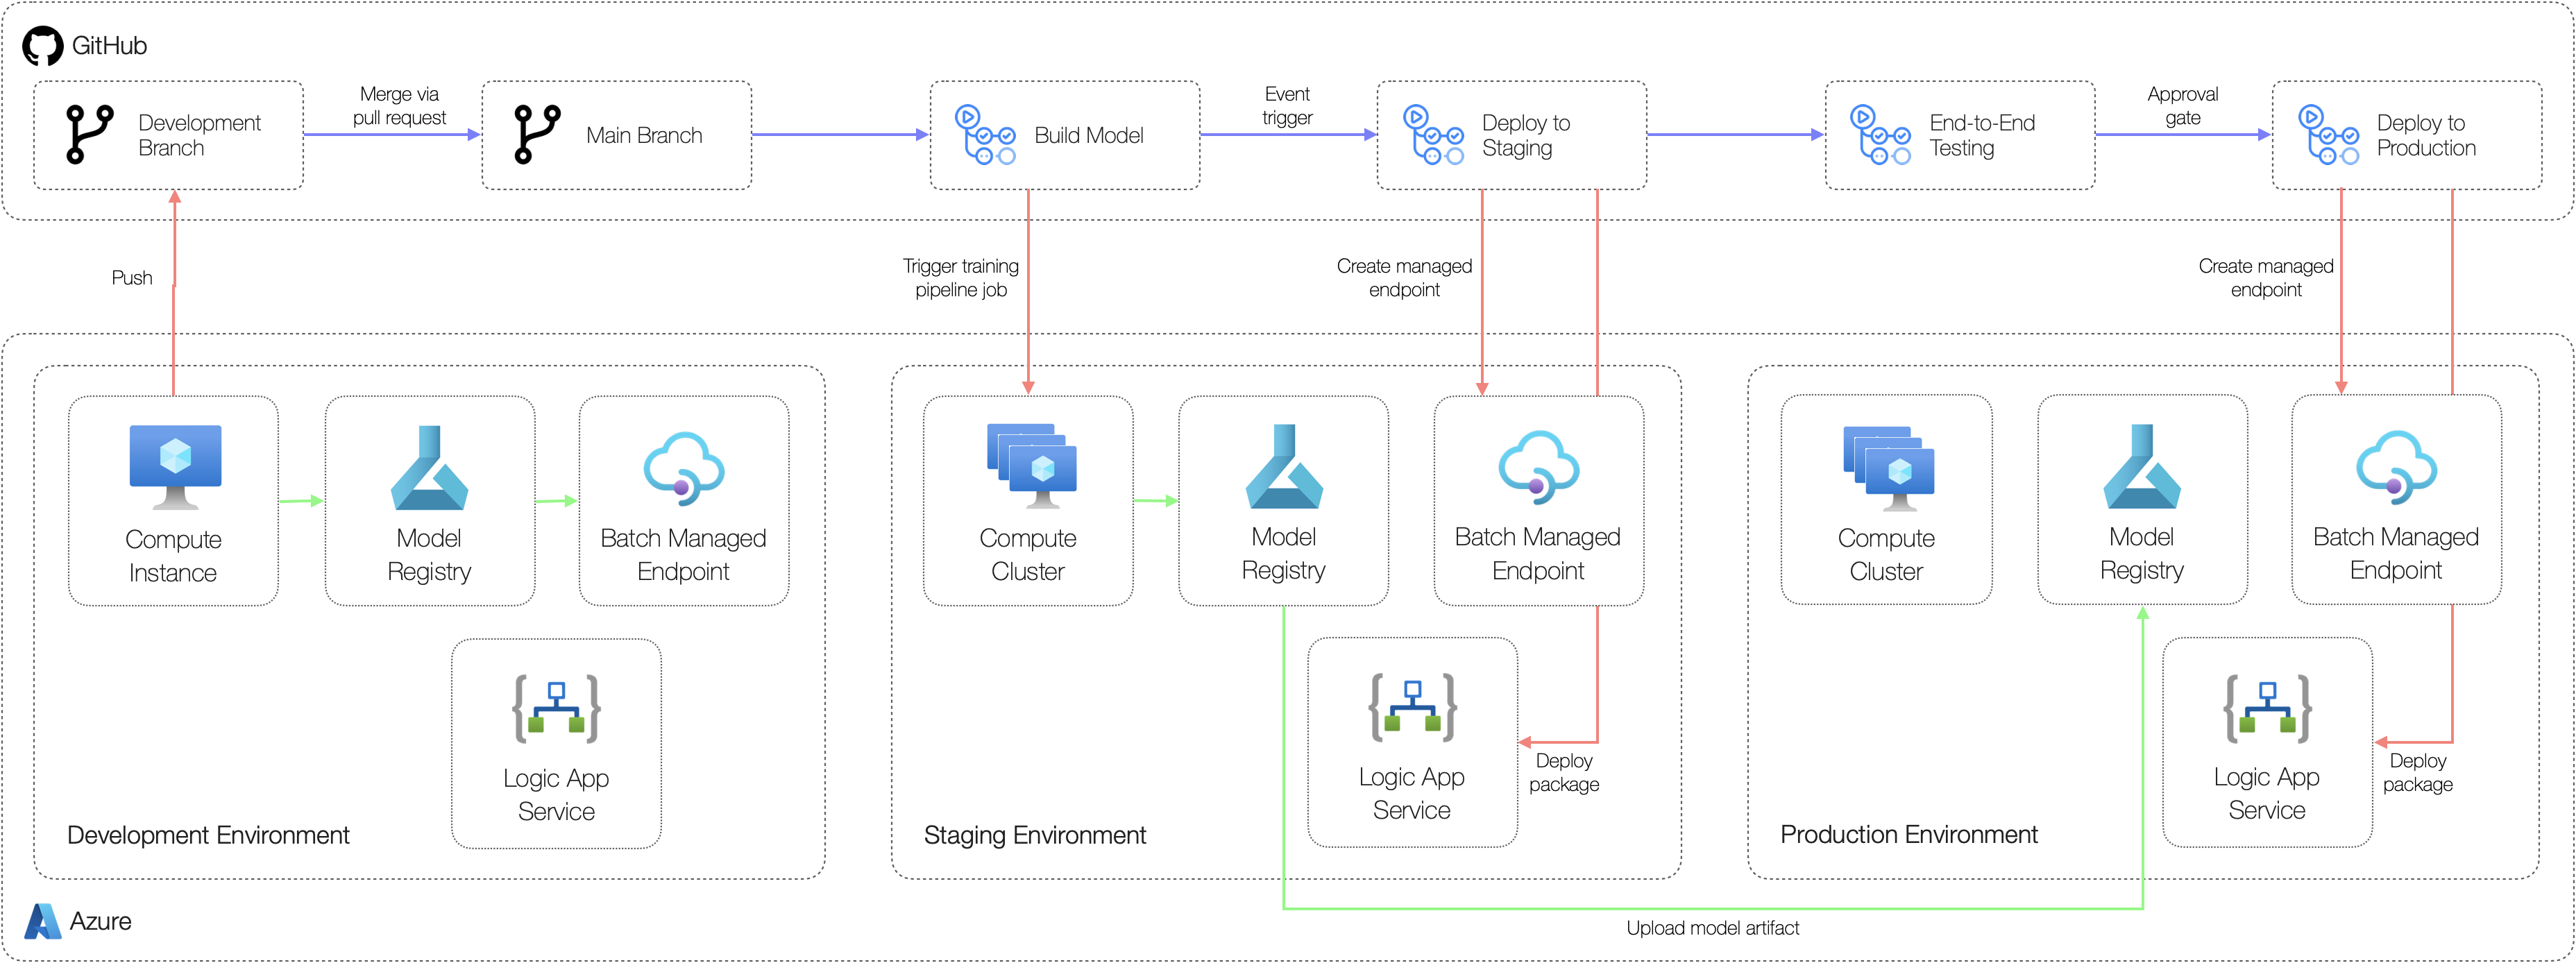 GitHub
Development
Branch
Merge via
pull request
Main Branch
Build Model
Event
trigger
Deploy to
Staging
End-to-End
Testing
Approval
gate
Deploy to
Production
Push
Trigger training
pipeline job
Create managed
endpoint
Create managed
endpoint
Compute
Instance
Model
Registry
Batch Managed
Endpoint
Logic App
Service
Development Environment
Compute
Cluster
Model
Registry
Batch Managed
Endpoint
Logic App
Service
Deploy
package
Staging Environment
Compute
Cluster
Model
Registry
Batch Managed
Endpoint
Logic App
Service
Deploy
package
Production Environment
Azure
Upload model artifact